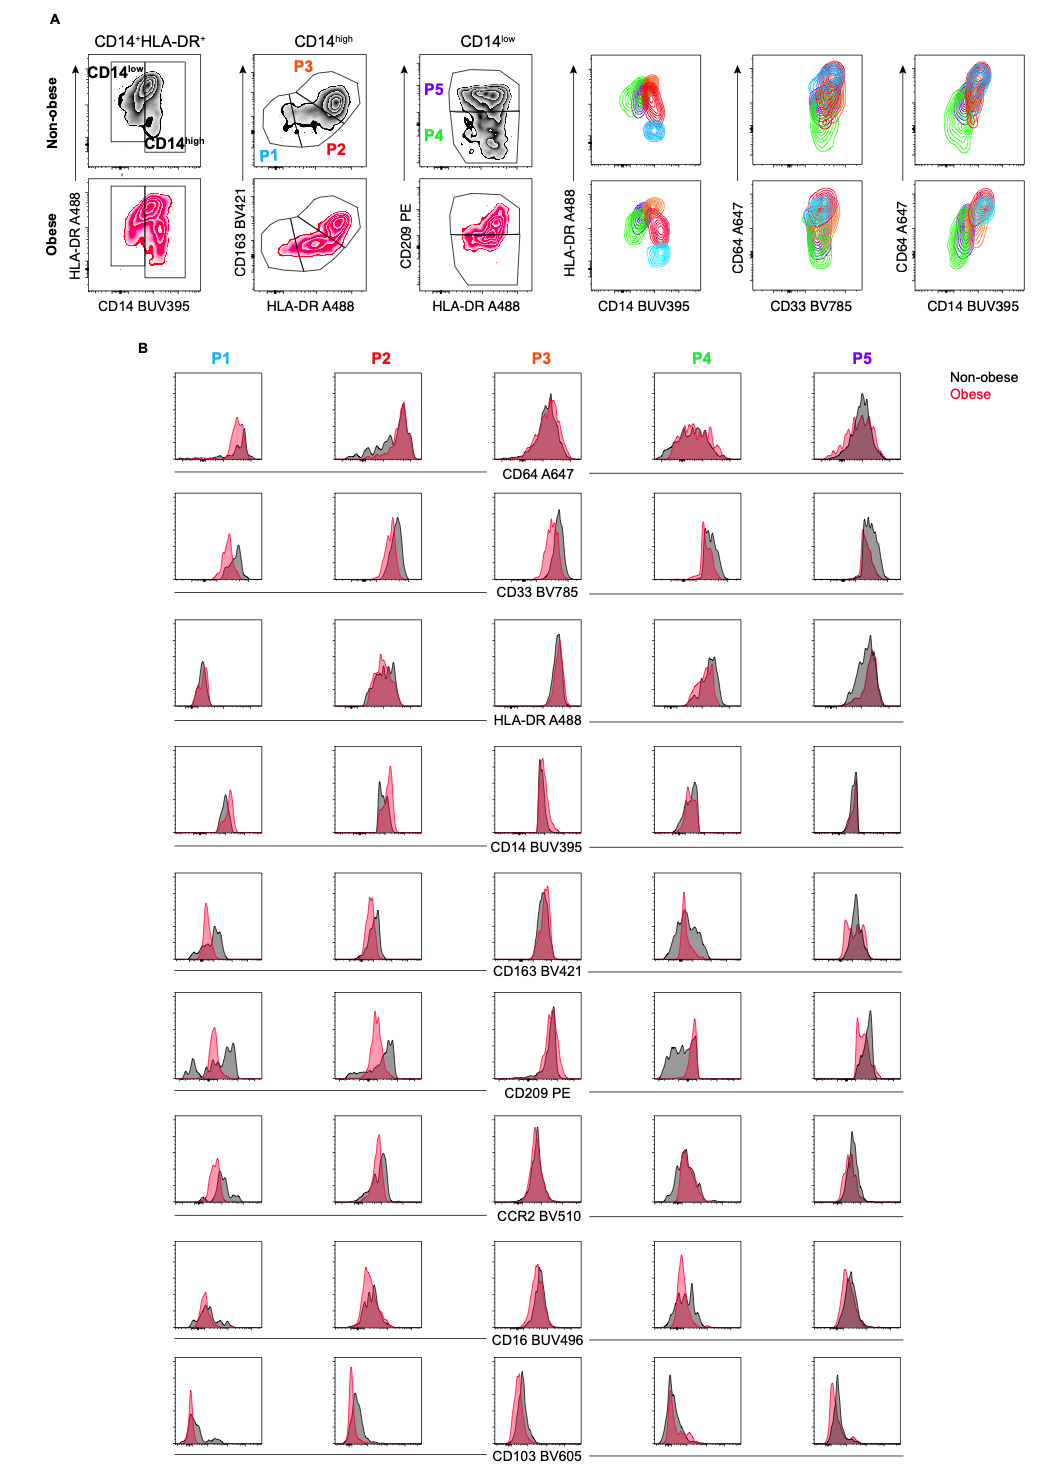 A
CD14⁺HLA-DR⁺
CD14ʰⁱᵍʰ
CD14ˡᵒʷ
Non-obese
CD14ˡᵒʷ
CD14ʰⁱᵍʰ
P3
P1
P2
P5
P4
Obese
HLA-DR A488
CD163 BV421
CD209 PE
HLA-DR A488
CD64 A647
CD64 A647
CD14 BUV395
HLA-DR A488
HLA-DR A488
CD14 BUV395
CD33 BV785
CD14 BUV395
B
P1
P2
P3
P4
P5
Non-obese
Obese
CD64 A647
CD33 BV785
HLA-DR A488
CD14 BUV395
CD163 BV421
CD209 PE
CCR2 BV510
CD16 BUV496
CD103 BV605